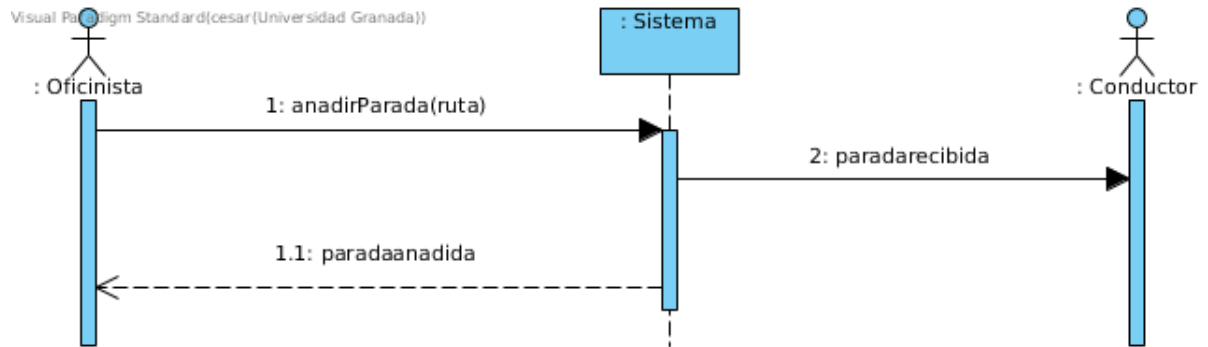 Visual Paradigm Standard(cesar(Universidad Granada))
: Oficinista
: Sistema
: Conductor
1: anadirParada(ruta)
2: paradarecibida
1.1: paradaanadida